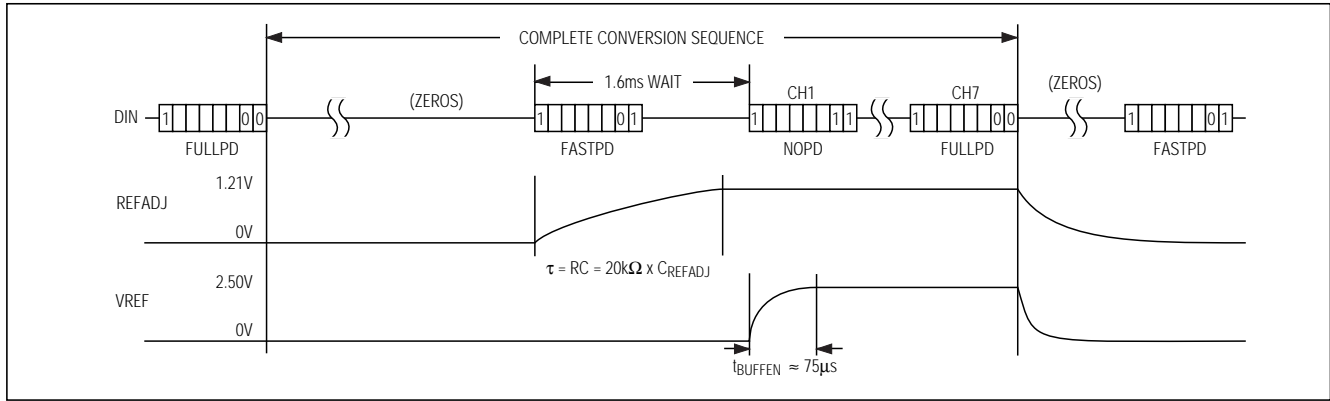 COMPLETE CONVERSION SEQUENCE
1.6ms WAIT
(ZEROS) CH1 CH7 (ZEROS)
DIN 1 0 0 1 0 1 1 1 1 1 0 0 1 0 1
FULLPD FASTPD NOPD FULLPD FASTPD
1.21V
REFADJ
0V
τ = RC = 20kΩ x CREFADJ
2.50V
VREF
0V
tBUFFEN ≈ 75μs